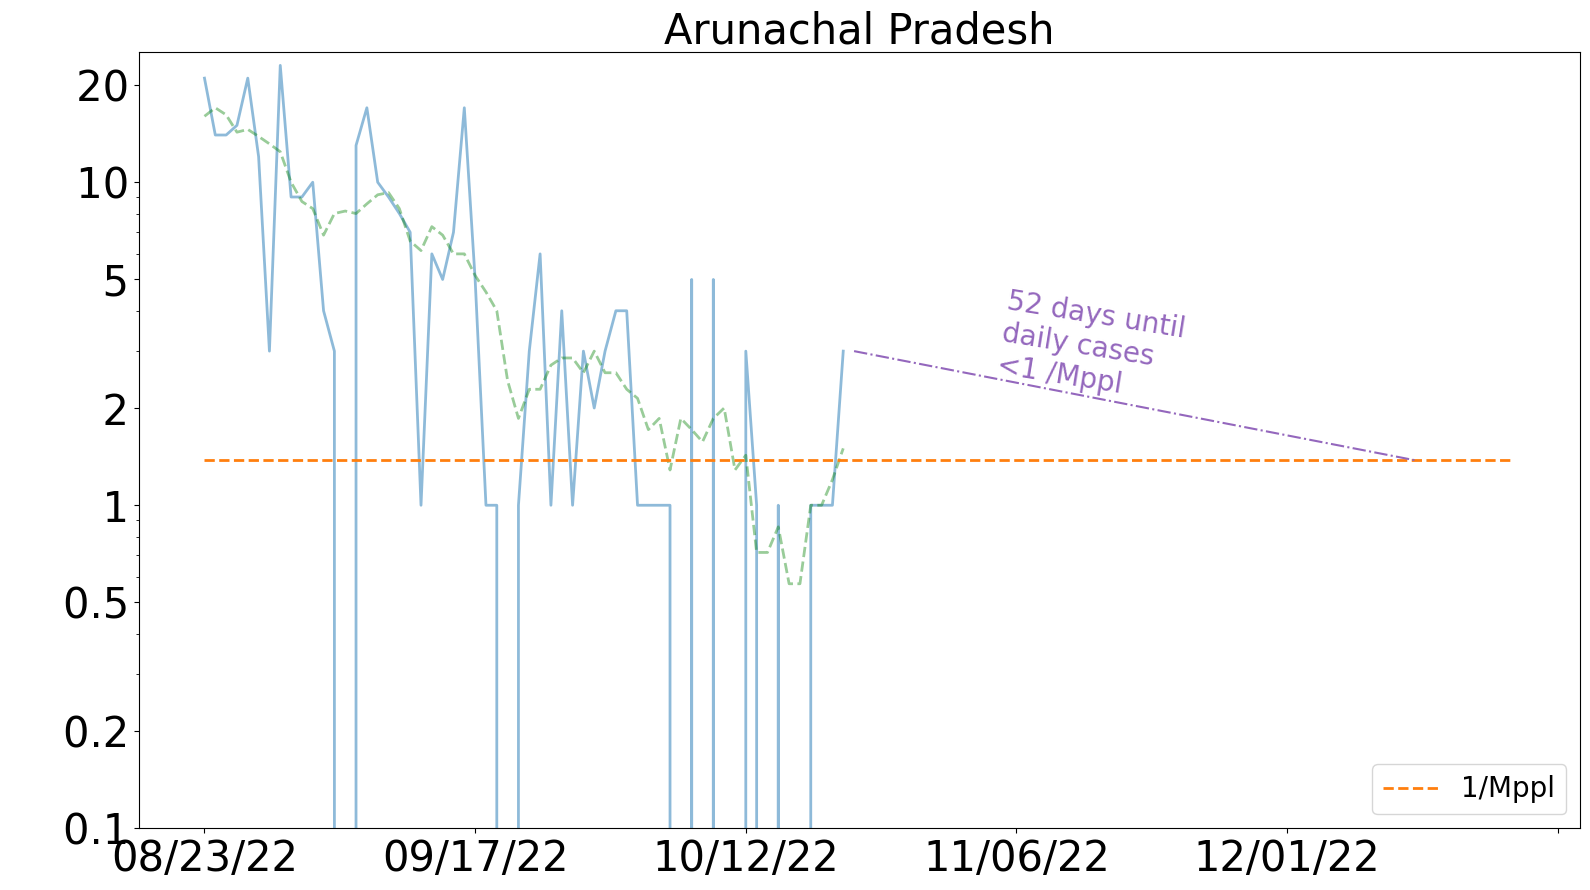 Arunachal Pradesh
20
10
5
2
1
0.5
0.2
0.1
52 days until
daily cases
<1 /Mppl
1/Mppl
08/23/22
09/17/22
10/12/22
11/06/22
12/01/22